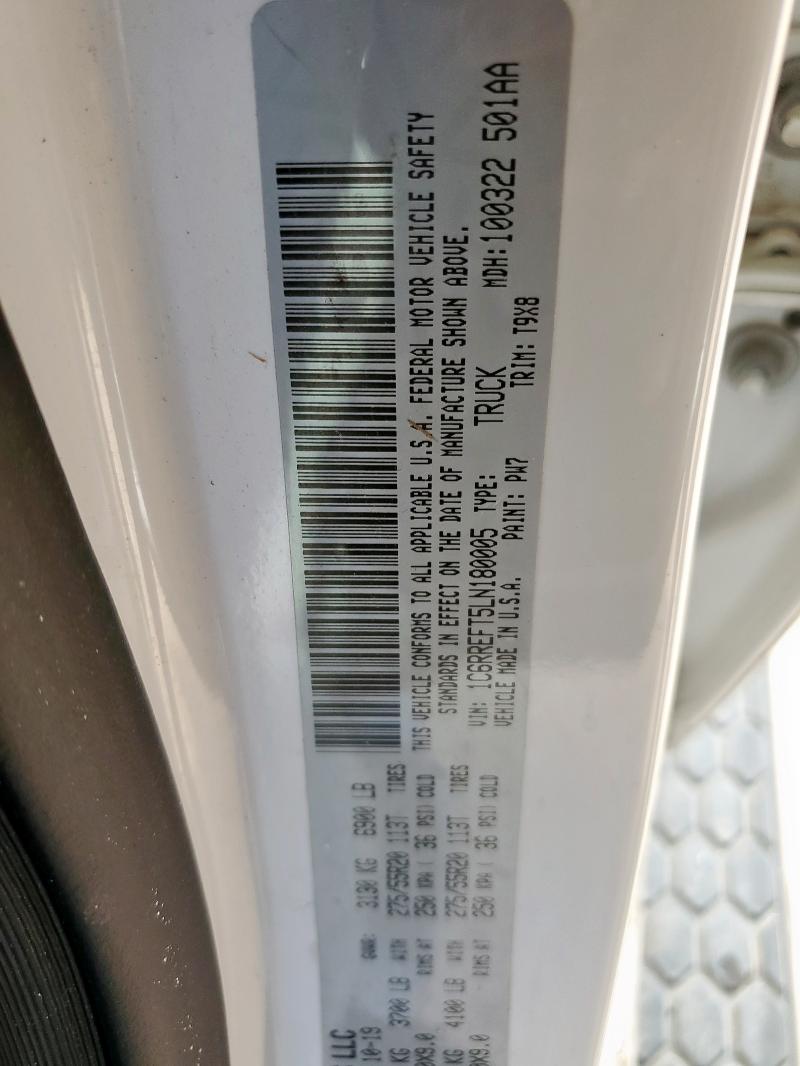 LLC
10-19 GVWR: 3130 KG 6900 LB
KG 3700 LB WITH 275/55R20 113T TIRES
X9.0 RIMS AT 250 KPA ( 36 PSI) COLD
KG 4100 LB WITH 275/55R20 113T TIRES
X9.0 RIMS AT 250 KPA ( 36 PSI) COLD
THIS VEHICLE CONFORMS TO ALL APPLICABLE U.S.A. FEDERAL MOTOR VEHICLE SAFETY
STANDARDS IN EFFECT ON THE DATE OF MANUFACTURE SHOWN ABOVE.
VIN: 1C6RREFT5LN180005 TYPE: TRUCK MDH:100322 501AA
VEHICLE MADE IN U.S.A. PAINT: PW7 TRIM: T9X8